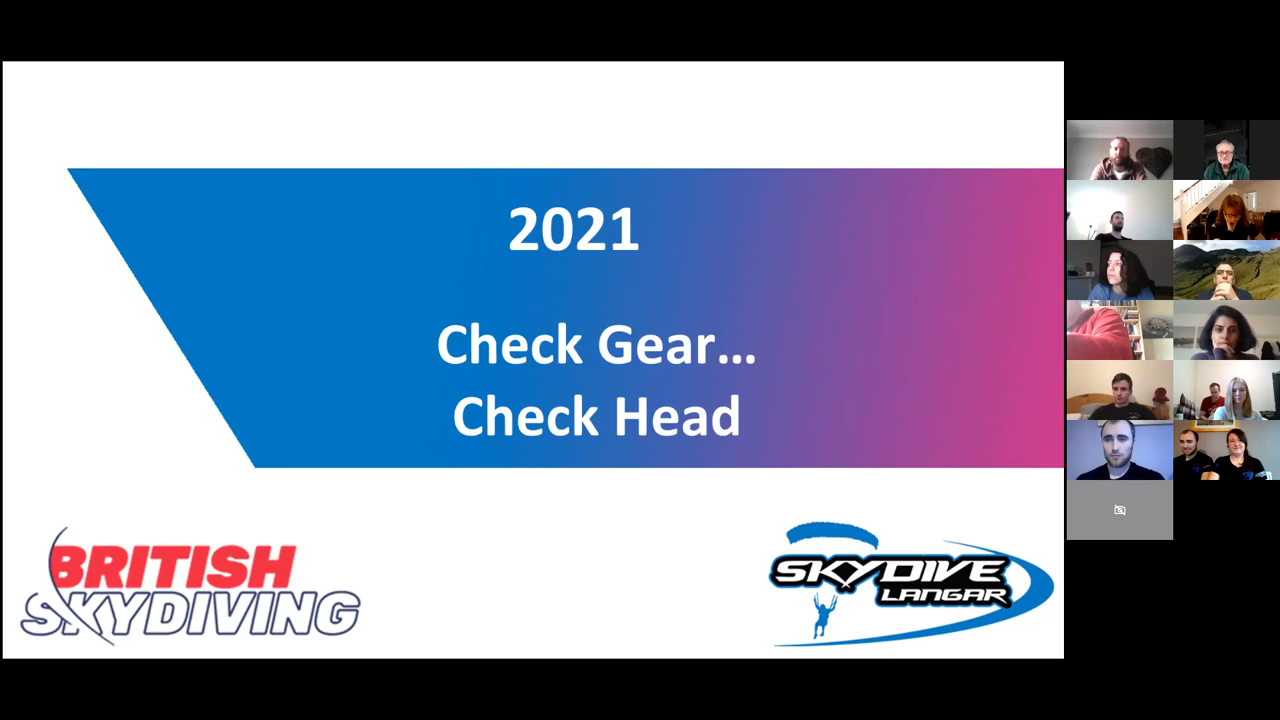 2021
Check Gear...
Check Head
BRITISH
SKYDIVING
SKYDIVE
LANGAR